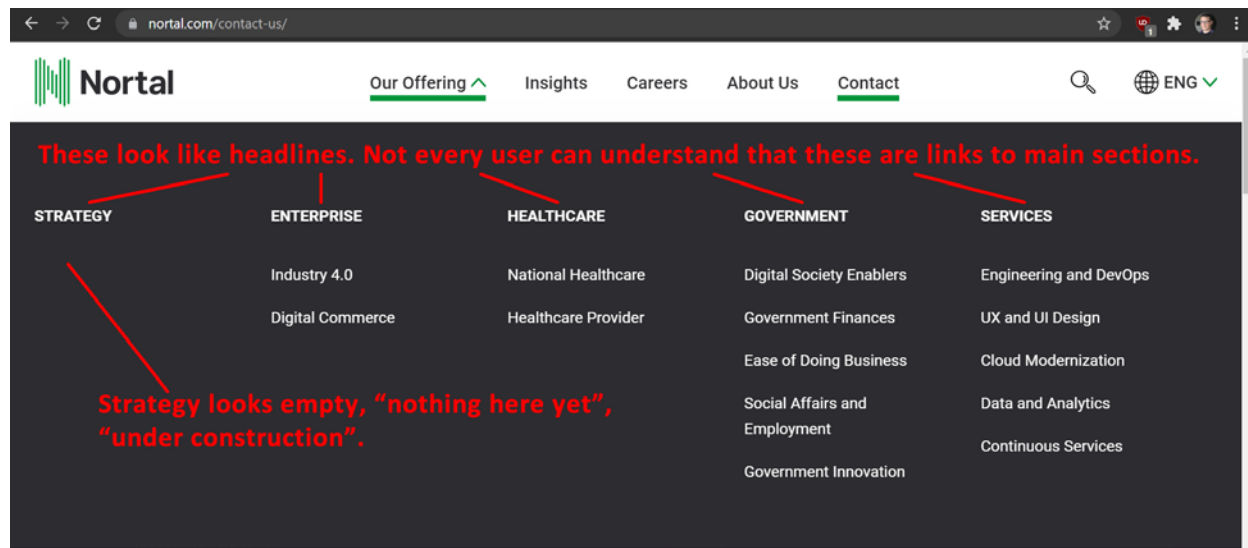 nortal.com/contact-us/
1
Nortal
Our Offering
Insights
Careers
About Us
Contact
ENG
These look like headlines. Not every user can understand that these are links to main sections.
STRATEGY
ENTERPRISE
HEALTHCARE
GOVERNMENT
SERVICES
Industry 4.0
National Healthcare
Digital Society Enablers
Engineering and DevOps
Digital Commerce
Healthcare Provider
Government Finances
UX and UI Design
Ease of Doing Business
Cloud Modernization
Strategy looks empty, “nothing here yet”,
“under construction”.
Social Affairs and
Employment
Data and Analytics
Continuous Services
Government Innovation